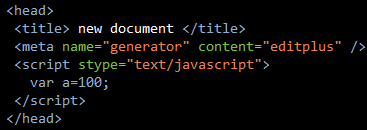 <head>
<title> new document </title>
<meta name="generator" content="editplus" />
<script stype="text/javascript">
var a=100;
</script>
</head>